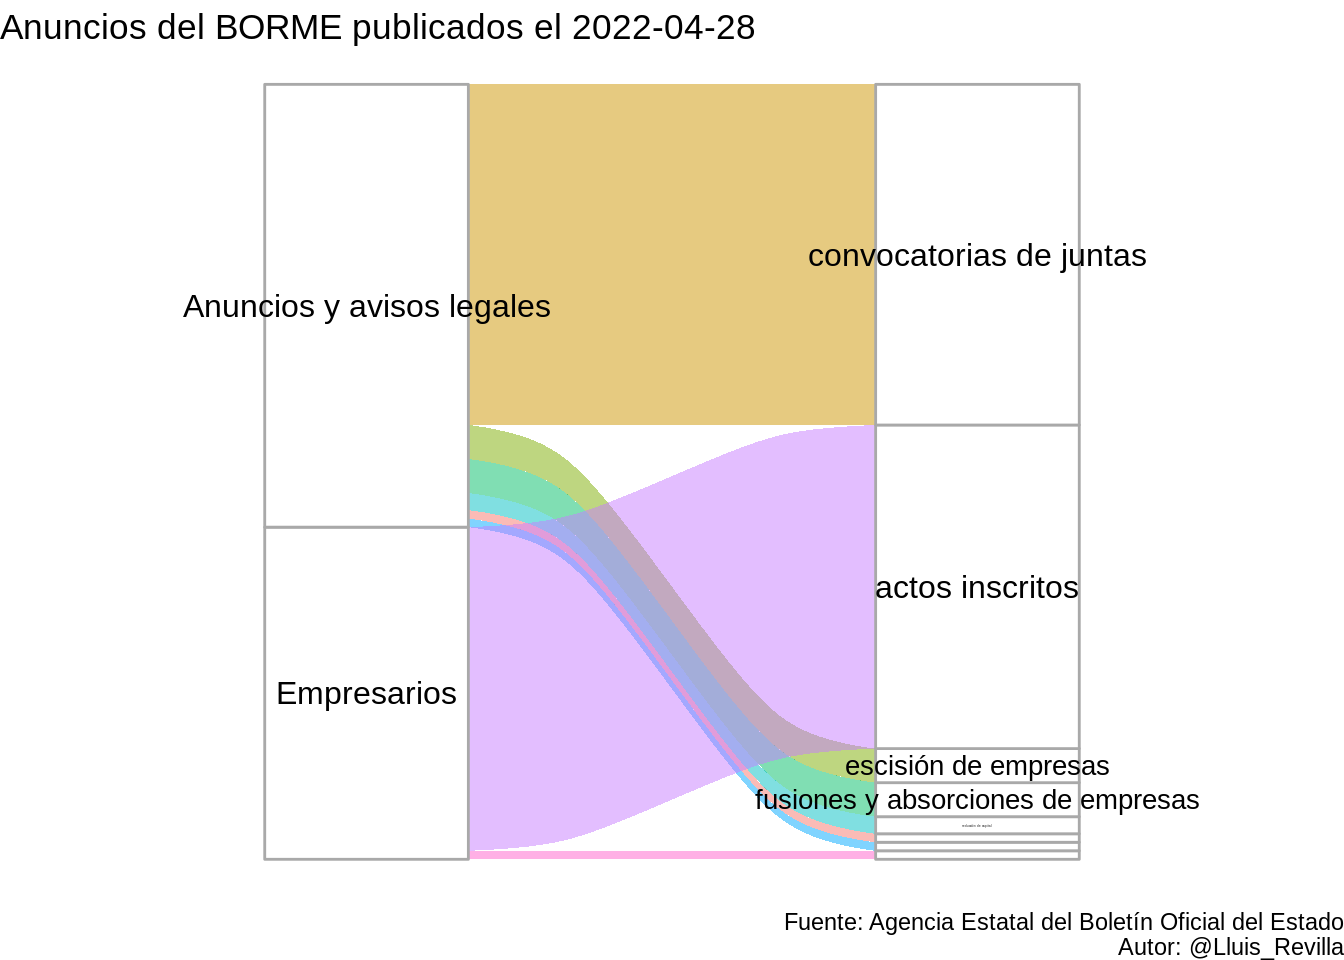 Anuncios del BORME publicados el 2022-04-28
convocatorias de juntas
Anuncios y avisos legales
actos inscritos
Empresarios
escisión de empresas
fusiones y absorciones de empresas
Fuente: Agencia Estatal del Boletín Oficial del Estado
Autor: @Lluis_Revilla